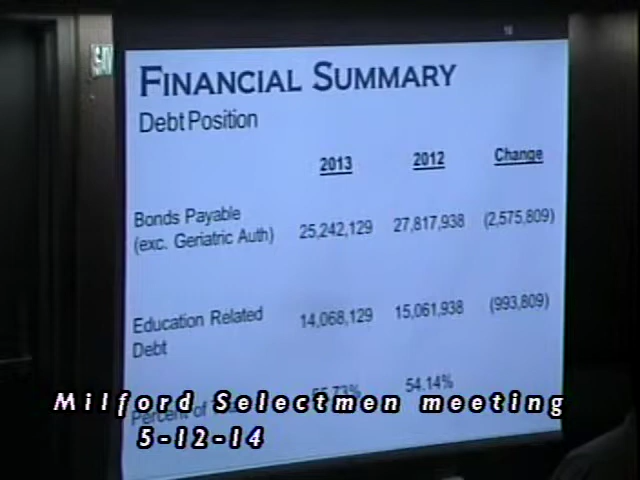 FINANCIAL SUMMARY
Debt Position
2013 2012 Change
Bonds Payable
(exc. Geriatric Auth) 25,242,129 27,817,938 (2,575,809)
Education Related
Debt 14,068,129 15,061,938 (993,809)
Percent of 54.14%
Milford Selectmen meeting
5-12-14